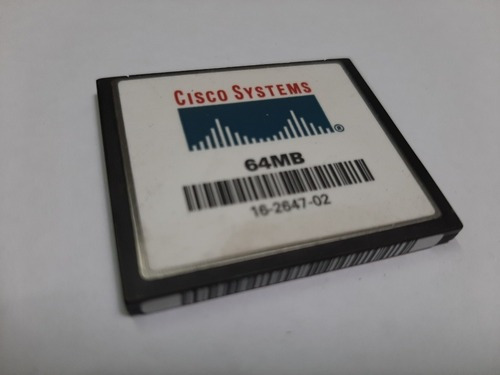 CISCO SYSTEMS
®
64MB
16-2647-02